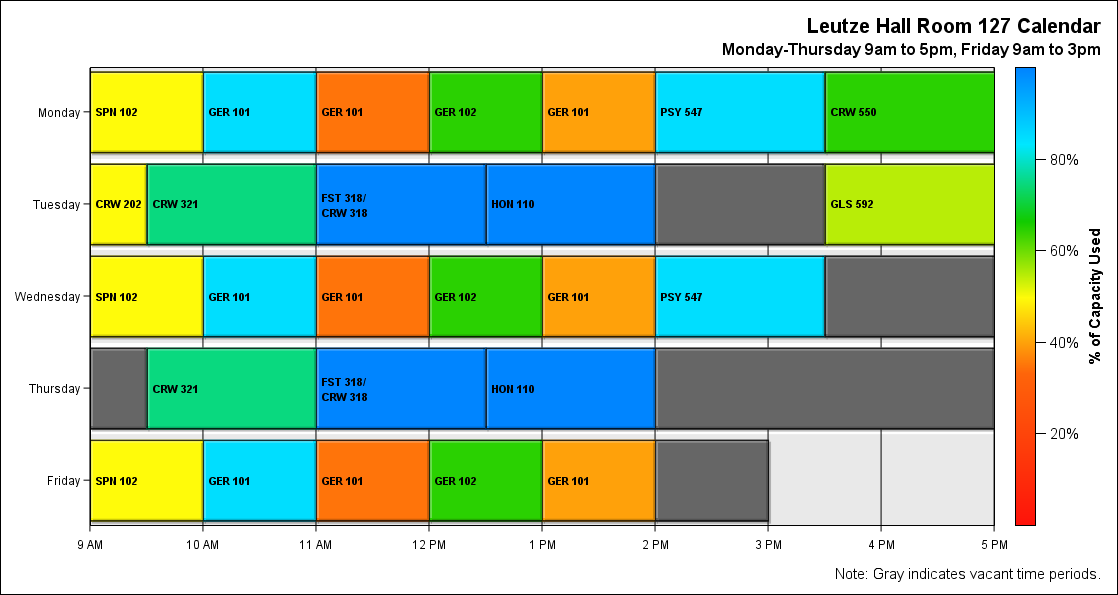 Leutze Hall Room 127 Calendar
Monday-Thursday 9am to 5pm, Friday 9am to 3pm
Monday
SPN 102
GER 101
GER 101
GER 102
GER 101
PSY 547
CRW 550
Tuesday
CRW 202
CRW 321
FST 318/
CRW 318
HON 110
GLS 592
Wednesday
SPN 102
GER 101
GER 101
GER 102
GER 101
PSY 547
Thursday
CRW 321
FST 318/
CRW 318
HON 110
Friday
SPN 102
GER 101
GER 101
GER 102
GER 101
9 AM
10 AM
11 AM
12 PM
1 PM
2 PM
3 PM
4 PM
5 PM
80%
60%
40%
20%
% of Capacity Used
Note: Gray indicates vacant time periods.